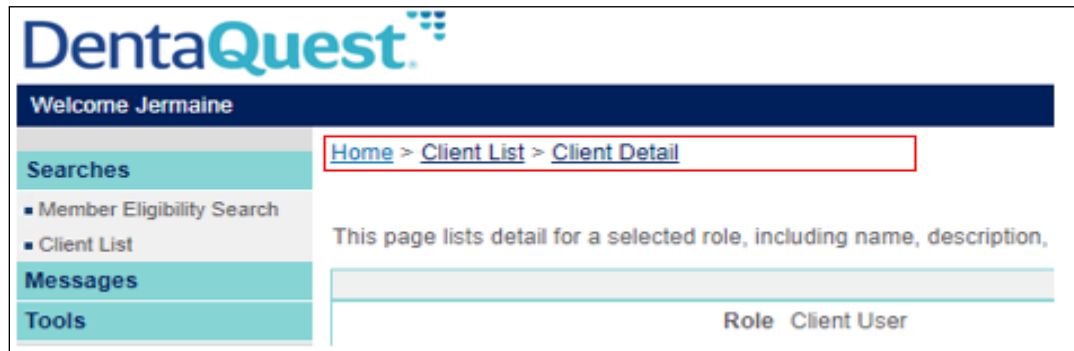 DentaQuest
Welcome Jermaine
Home > Client List > Client Detail
Searches
▪ Member Eligibility Search
▪ Client List
Messages
Tools
This page lists detail for a selected role, including name, description,
Role Client User